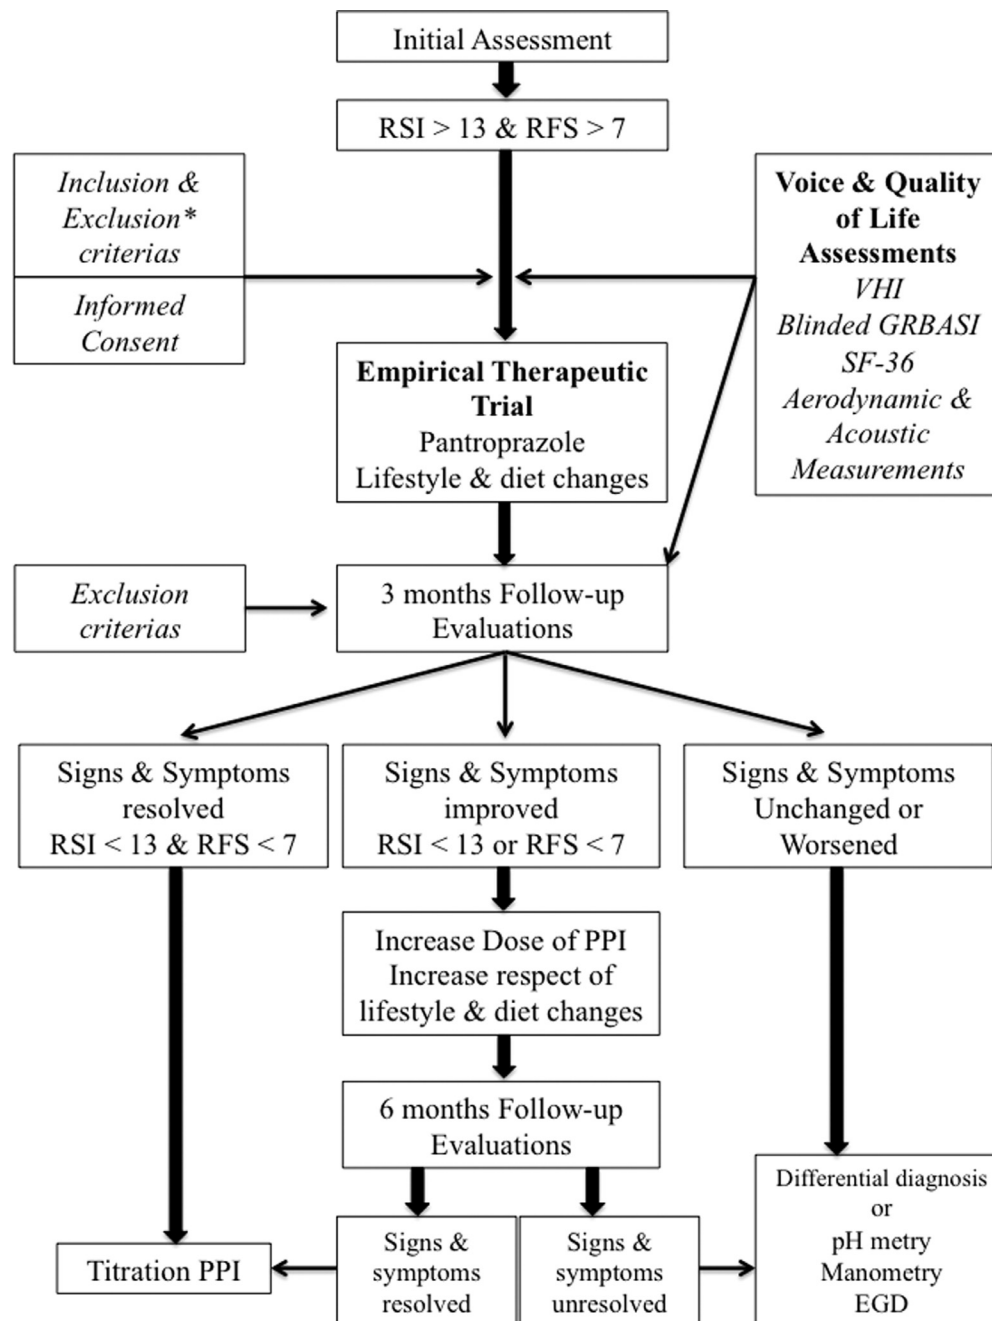 Initial Assessment
RSI > 13 & RFS > 7
Inclusion &
Exclusion*
criterias
Informed
Consent
Voice & Quality
of Life
Assessments
VHI
Blinded GRBASI
SF-36
Aerodynamic &
Acoustic
Measurements
Empirical Therapeutic
Trial
Pantroprazole
Lifestyle & diet changes
Exclusion
criterias
3 months Follow-up
Evaluations
Signs & Symptoms
resolved
RSI < 13 & RFS < 7
Signs & Symptoms
improved
RSI < 13 or RFS < 7
Signs & Symptoms
Unchanged or
Worsened
Increase Dose of PPI
Increase respect of
lifestyle & diet changes
6 months Follow-up
Evaluations
Titration PPI
Signs &
symptoms
resolved
Signs &
symptoms
unresolved
Differential diagnosis
or
pH metry
Manometry
EGD